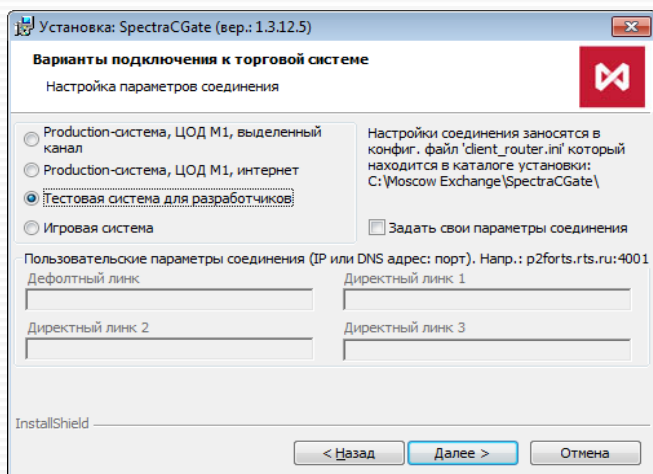 Установка: SpectraCGate (вер.: 1.3.12.5)
Варианты подключения к торговой системе
Настройка параметров соединения
Production-система, ЦОД М1, выделенный
канал
Production-система, ЦОД М1, интернет
Тестовая система для разработчиков
Игровая система
Настройки соединения заносятся в
конфиг. файл 'client_router.ini' который
находится в каталоге установки:
C:\Moscow Exchange\SpectraCGate\
Задать свои параметры соединения
Пользовательские параметры соединения (IP или DNS адрес: порт). Напр.: p2forts.rts.ru:4001
Дефолтный линк
Директный линк 1
Директный линк 2
Директный линк 3
InstallShield
< Назад
Далее >
Отмена